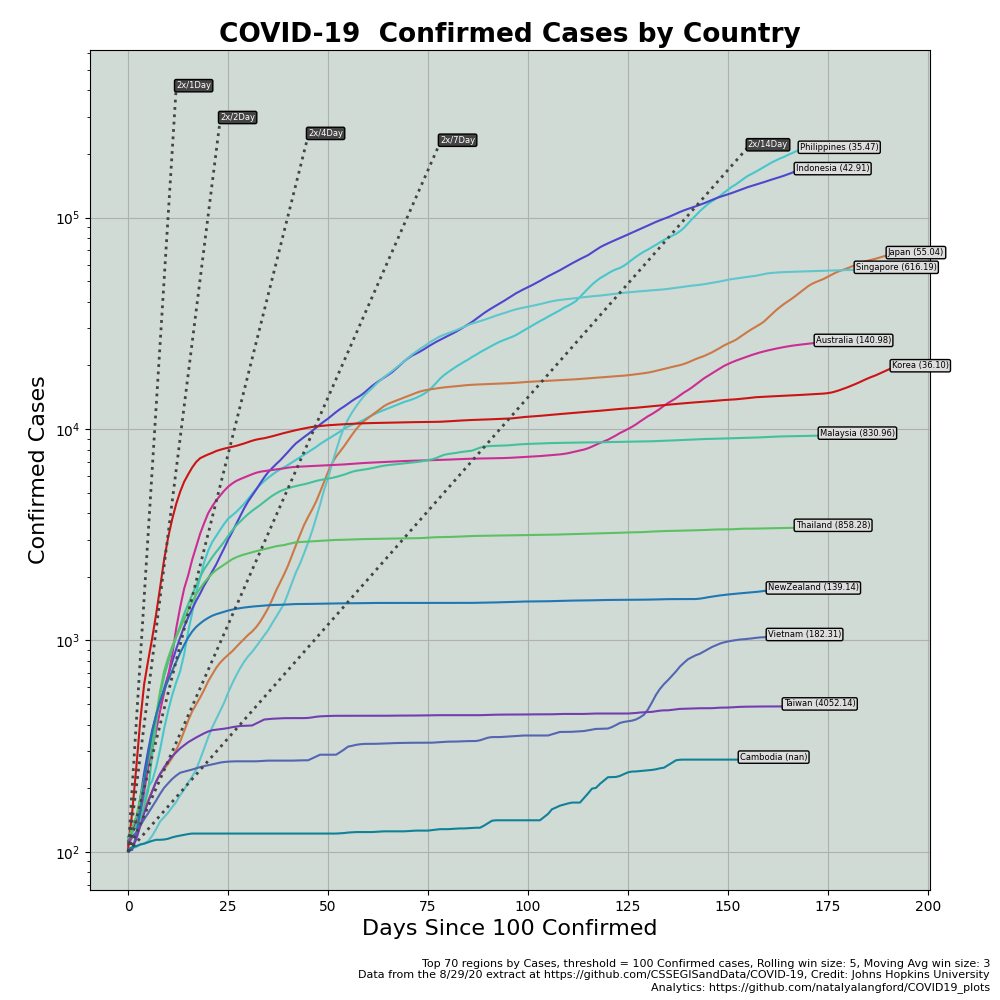 COVID-19  Confirmed Cases by Country
2x/1Day
2x/2Day
2x/4Day
2x/7Day
2x/14Day
Philippines (35.47)
Indonesia (42.91)
Japan (55.04)
Singapore (616.19)
Australia (140.98)
Korea (36.10)
Malaysia (830.96)
Thailand (858.28)
NewZealand (139.14)
Vietnam (182.31)
Taiwan (4052.14)
Cambodia (nan)
Confirmed Cases
10⁵
10⁴
10³
10²
0 25 50 75 100 125 150 175 200
Days Since 100 Confirmed
Top 70 regions by Cases, threshold = 100 Confirmed cases, Rolling win size: 5, Moving Avg win size: 3
Data from the 8/29/20 extract at https://github.com/CSSEGISandData/COVID-19, Credit: Johns Hopkins University
Analytics: https://github.com/natalyalangford/COVID19_plots